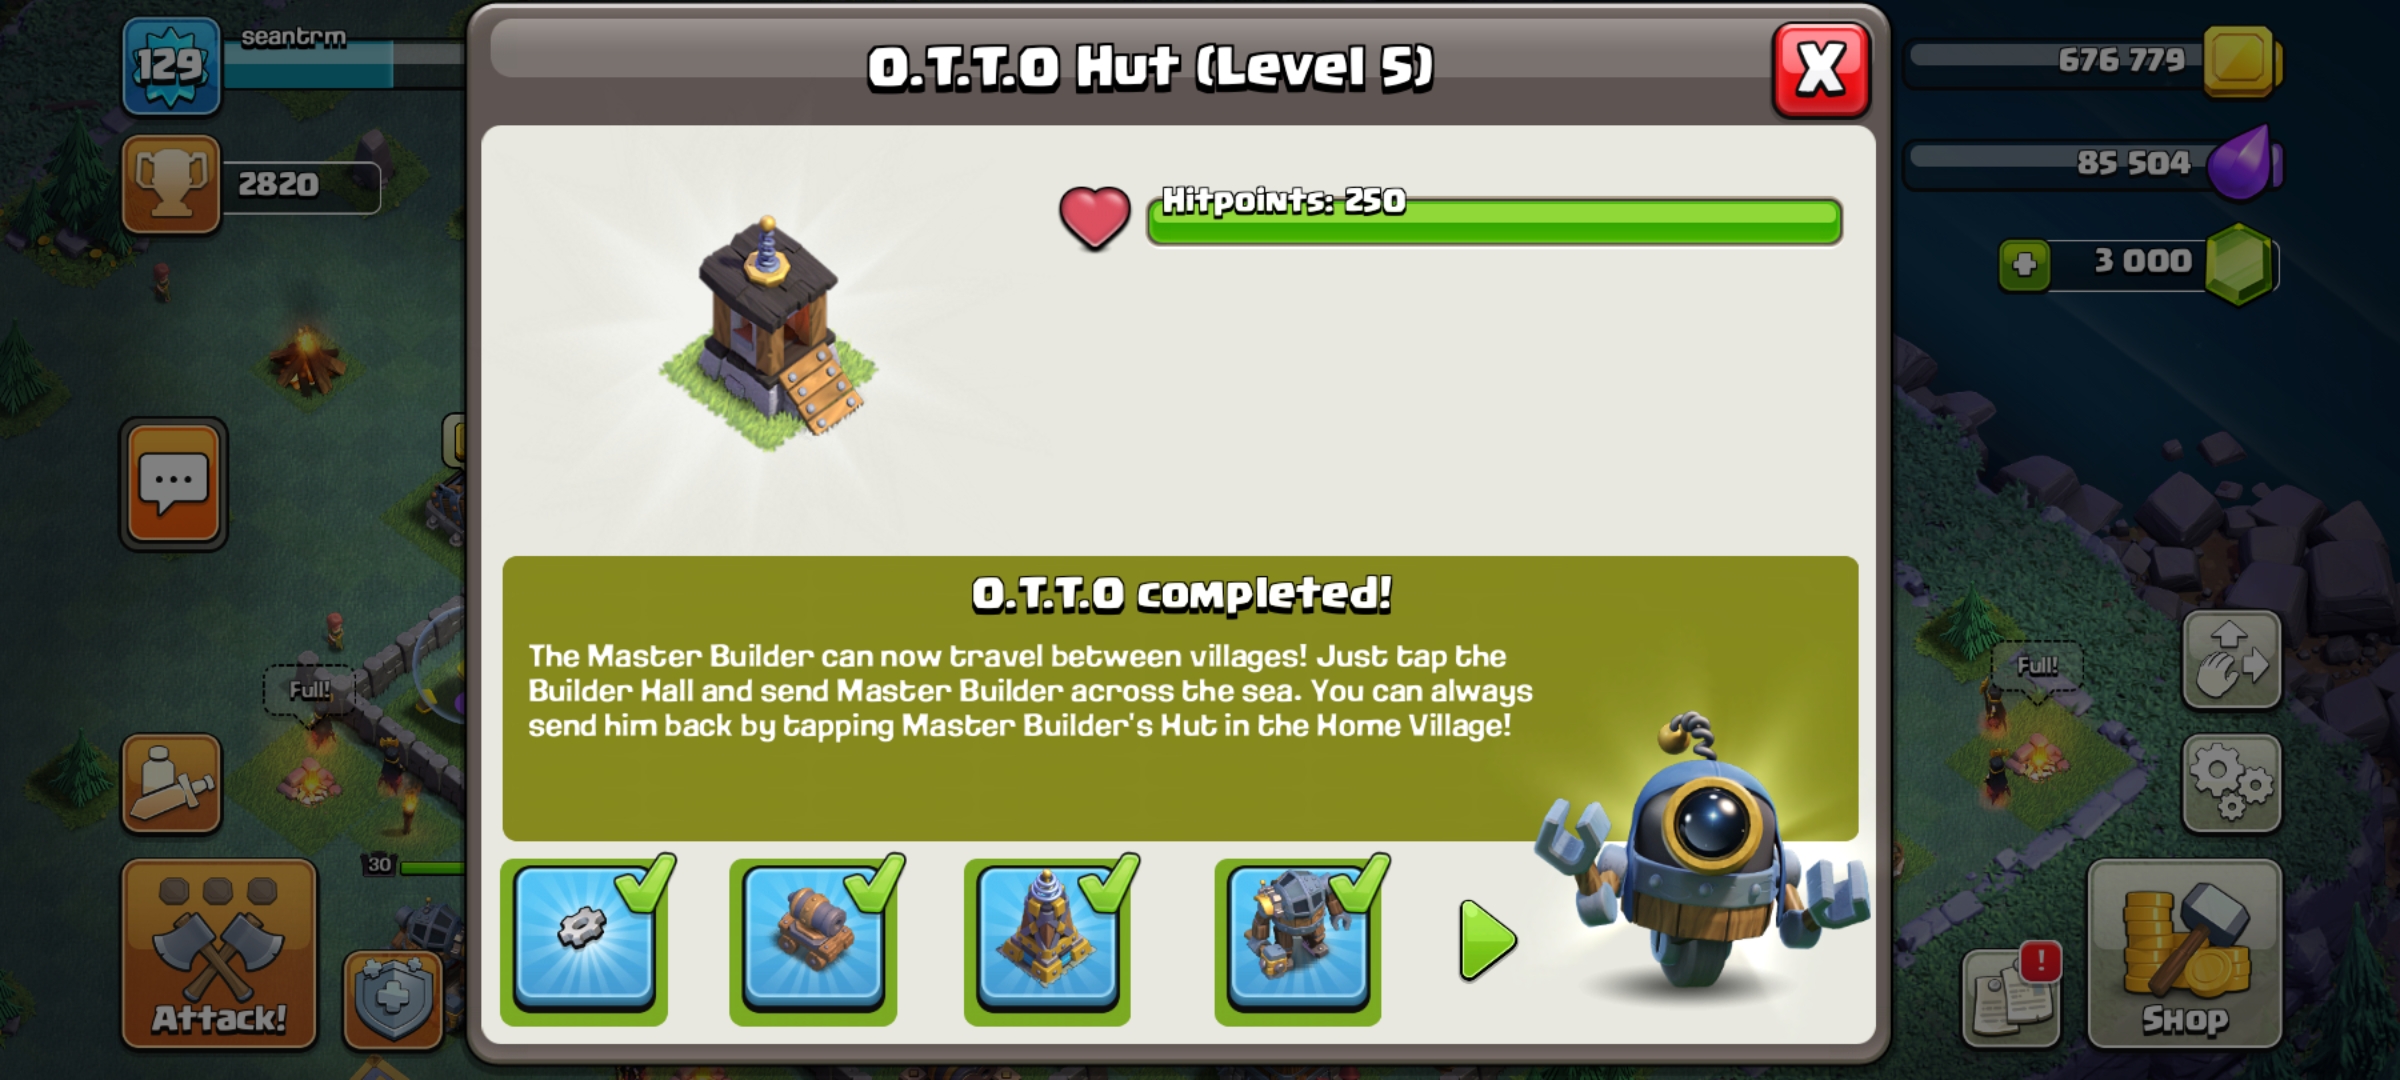 129
seantrm
O.T.T.O Hut (Level 5)
X
676 779
2820
85 504
Hitpoints: 250
3 000
O.T.T.O completed!
The Master Builder can now travel between villages! Just tap the
Builder Hall and send Master Builder across the sea. You can always
send him back by tapping Master Builder's Hut in the Home Village!
Full!
Full!
30
Attack!
!
Shop